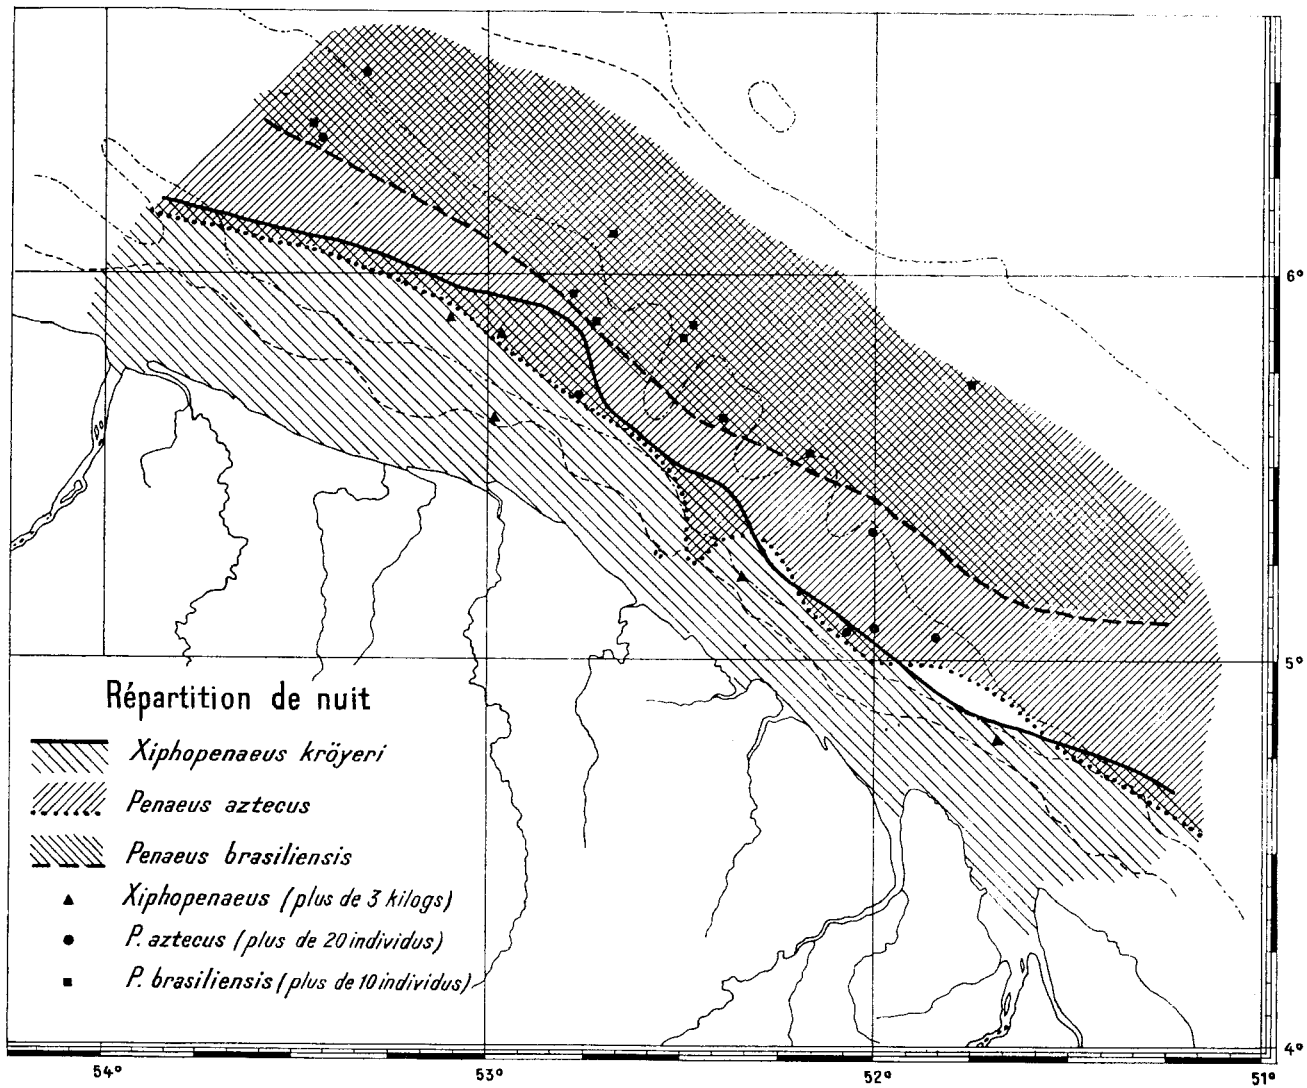 6°
5°
Répartition de nuit
Xiphopenaeus kröyeri
Penaeus aztecus
Penaeus brasiliensis
Xiphopenaeus (plus de 3 kilogs)
P. aztecus (plus de 20 individus)
P. brasiliensis (plus de 10 individus)
4°
54° 53° 52° 51°